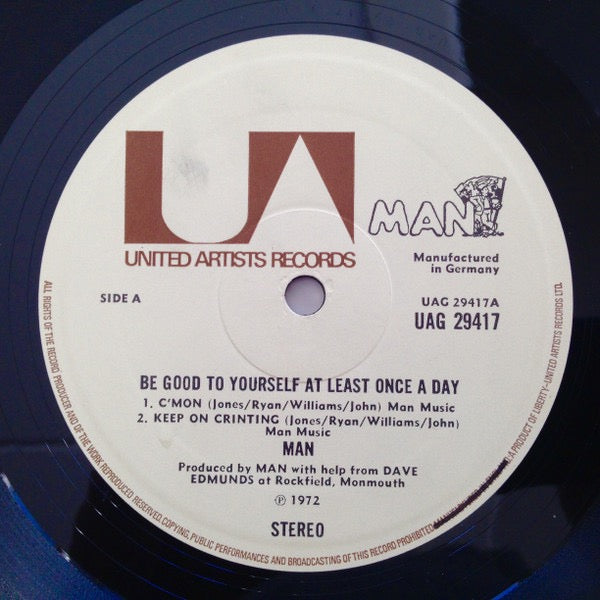 UA
UNITED ARTISTS RECORDS
MAN
Manufactured
in Germany
SIDE A
UAG 29417A
UAG 29417
BE GOOD TO YOURSELF AT LEAST ONCE A DAY
1. C'MON (Jones/Ryan/Williams/John) Man Music
2. KEEP ON CRINTING (Jones/Ryan/Williams/John)
Man Music
MAN
Produced by MAN with help from DAVE
EDMUNDS at Rockfield, Monmouth
℗ 1972
STEREO
ALL RIGHTS OF THE RECORD PRODUCER AND OF THE WORK REPRODUCED RESERVED. COPYING, PUBLIC PERFORMANCES AND BROADCASTING OF THIS RECORD PROHIBITED
A PRODUCT OF LIBERTY–UNITED ARTISTS RECORDS LTD.